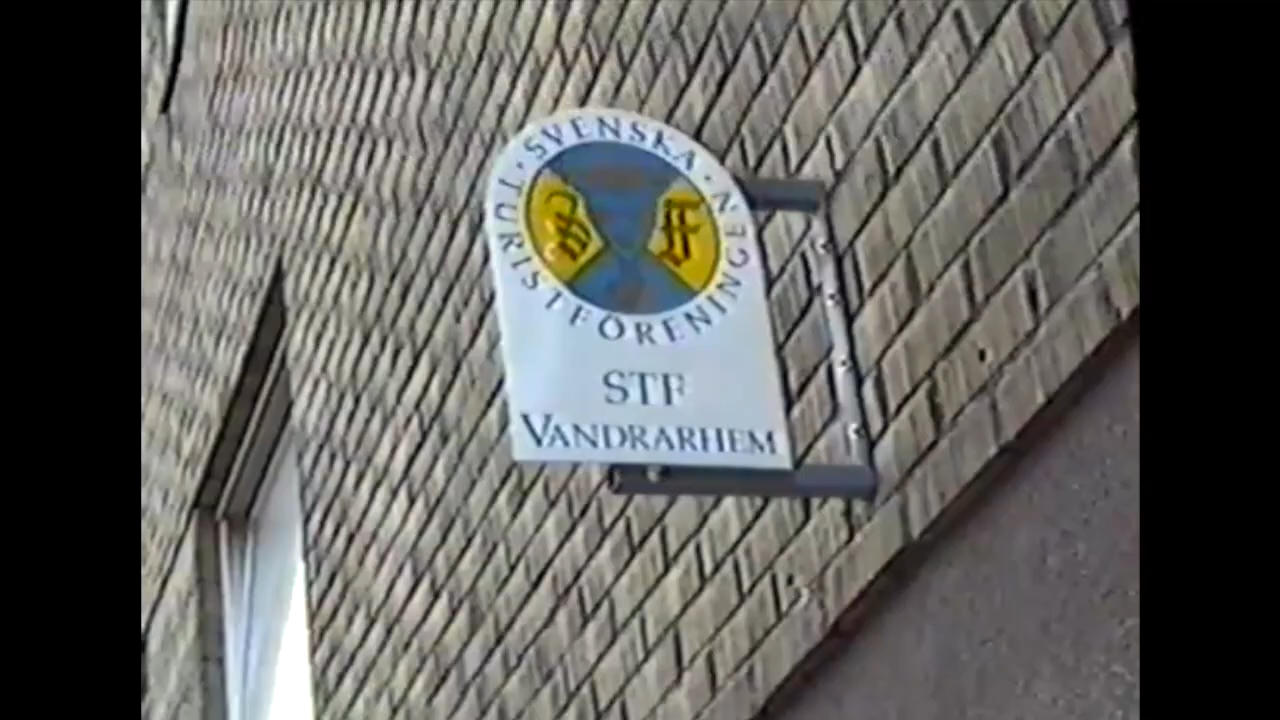 · SVENSKA ·
TURISTFÖRENINGEN
S F
STF
VANDRARHEM